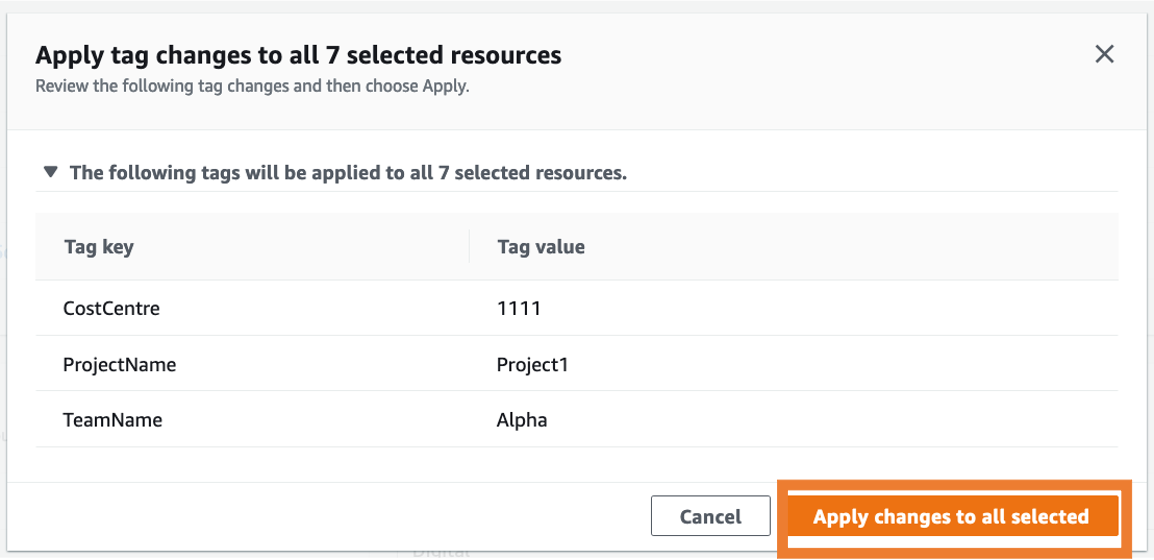 Apply tag changes to all 7 selected resources
Review the following tag changes and then choose Apply.
The following tags will be applied to all 7 selected resources.
Tag key Tag value
CostCentre 1111
ProjectName Project1
TeamName Alpha
Cancel Apply changes to all selected
Digital